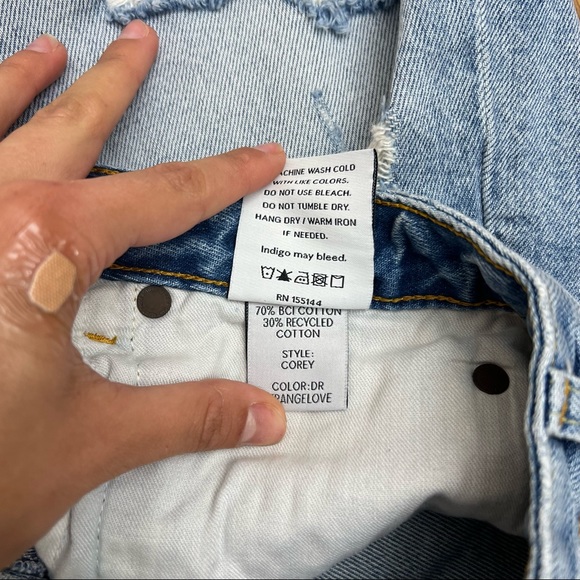 MACHINE WASH COLD
WITH LIKE COLORS.
DO NOT USE BLEACH.
DO NOT TUMBLE DRY.
HANG DRY / WARM IRON
IF NEEDED.
Indigo may bleed.
RN 155144
70% BCI COTTON
30% RECYCLED
COTTON
STYLE:
COREY
COLOR:DR
STRANGELOVE